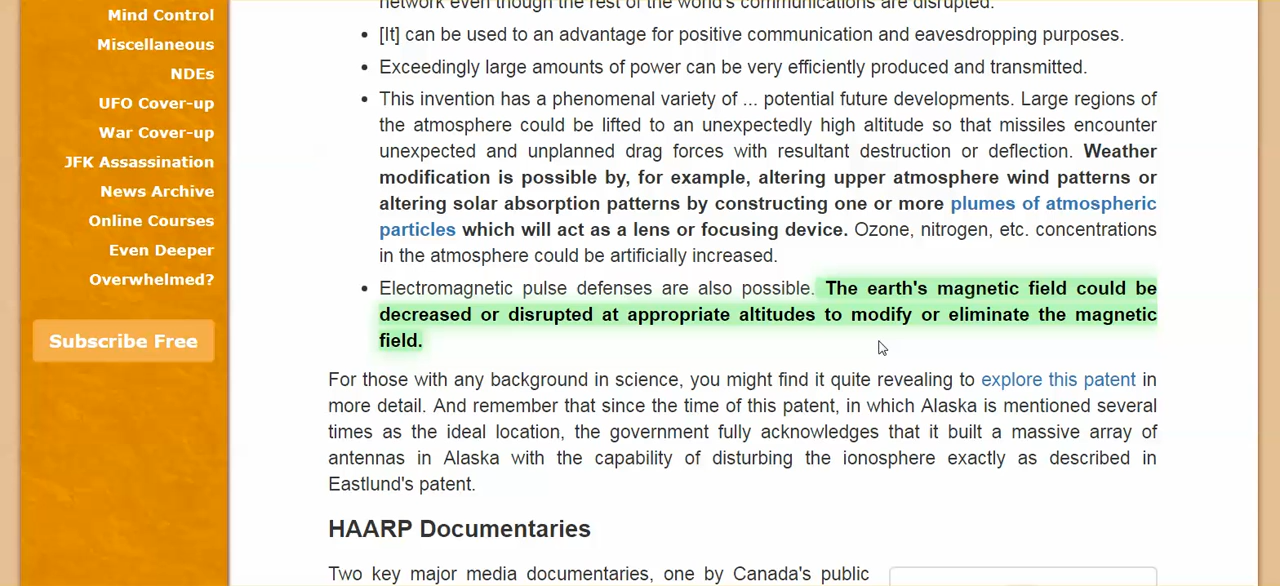 Mind Control
Miscellaneous
NDEs
UFO Cover-up
War Cover-up
JFK Assassination
News Archive
Online Courses
Even Deeper
Overwhelmed?
Subscribe Free
network even though the rest of the world's communications are disrupted.
• [It] can be used to an advantage for positive communication and eavesdropping purposes.
• Exceedingly large amounts of power can be very efficiently produced and transmitted.
• This invention has a phenomenal variety of ... potential future developments. Large regions of
the atmosphere could be lifted to an unexpectedly high altitude so that missiles encounter
unexpected and unplanned drag forces with resultant destruction or deflection. Weather
modification is possible by, for example, altering upper atmosphere wind patterns or
altering solar absorption patterns by constructing one or more plumes of atmospheric
particles which will act as a lens or focusing device. Ozone, nitrogen, etc. concentrations
in the atmosphere could be artificially increased.
• Electromagnetic pulse defenses are also possible. The earth's magnetic field could be
decreased or disrupted at appropriate altitudes to modify or eliminate the magnetic
field.
For those with any background in science, you might find it quite revealing to explore this patent in
more detail. And remember that since the time of this patent, in which Alaska is mentioned several
times as the ideal location, the government fully acknowledges that it built a massive array of
antennas in Alaska with the capability of disturbing the ionosphere exactly as described in
Eastlund's patent.
HAARP Documentaries
Two key major media documentaries, one by Canada's public